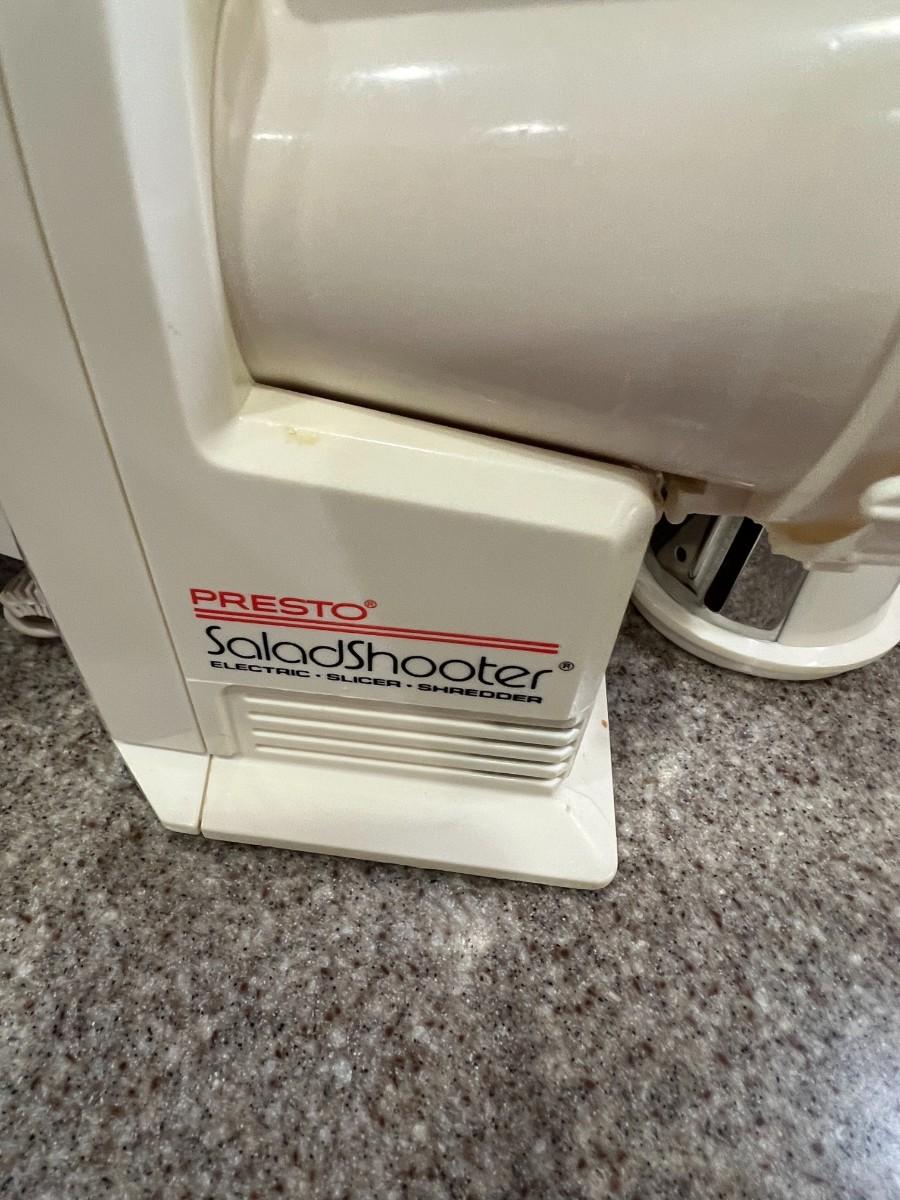 PRESTO®
SaladShooter®
ELECTRIC · SLICER · SHREDDER